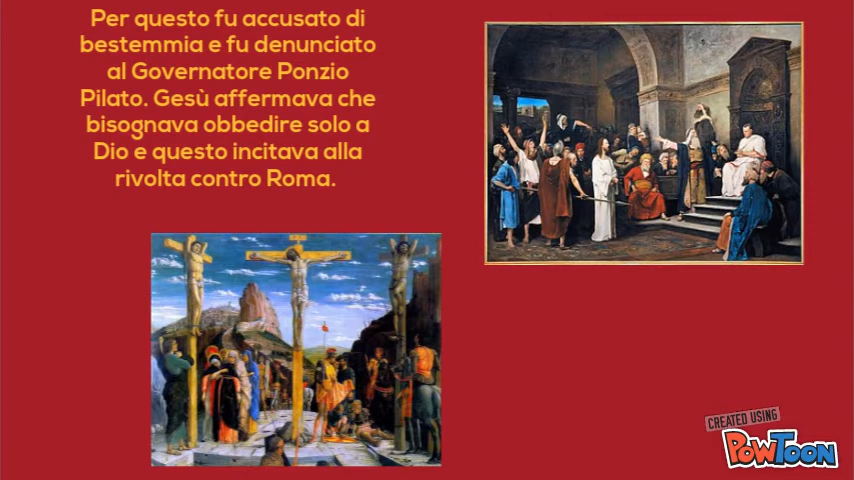 Per questo fu accusato di
bestemmia e fu denunciato
al Governatore Ponzio
Pilato. Gesù affermava che
bisognava obbedire solo a
Dio e questo incitava alla
rivolta contro Roma.
CREATED USING
POWTOON